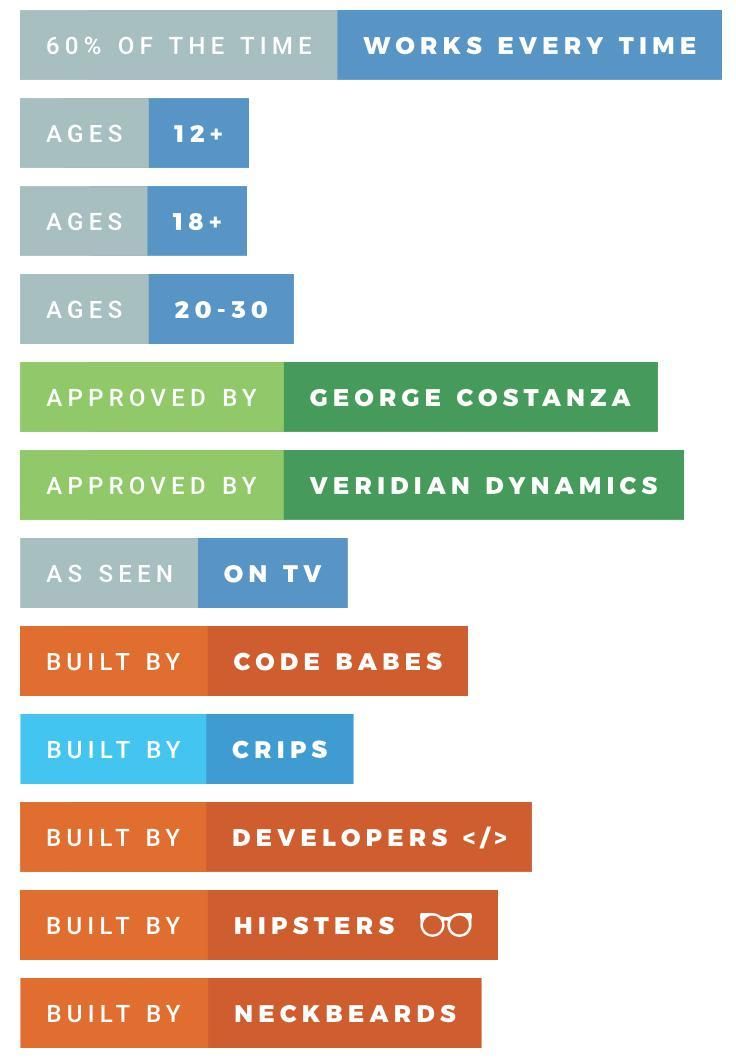 60% OF THE TIME WORKS EVERY TIME
AGES 12+
AGES 18+
AGES 20-30
APPROVED BY GEORGE COSTANZA
APPROVED BY VERIDIAN DYNAMICS
AS SEEN ON TV
BUILT BY CODE BABES
BUILT BY CRIPS
BUILT BY DEVELOPERS </>
BUILT BY HIPSTERS
BUILT BY NECKBEARDS